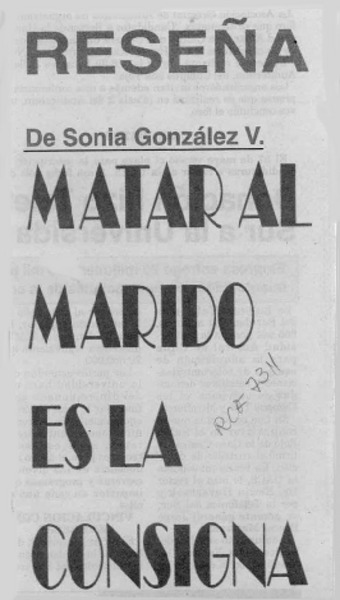 RESEÑA
De Sonia González V.
MATAR AL
MARIDO
ES LA
CONSIGNA
RCE 7311